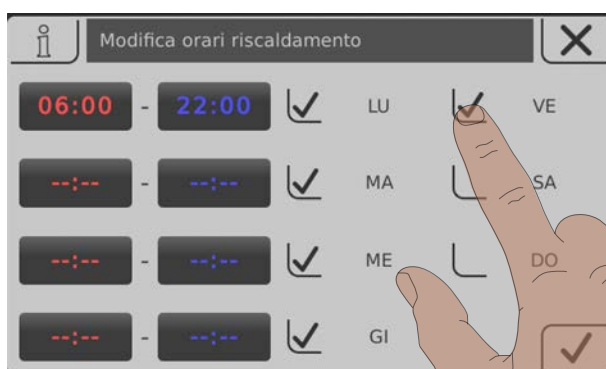 Modifica orari riscaldamento
06:00 - 22:00 LU VE
--:-- - --:-- MA SA
--:-- - --:-- ME DO
--:-- - --:-- GI